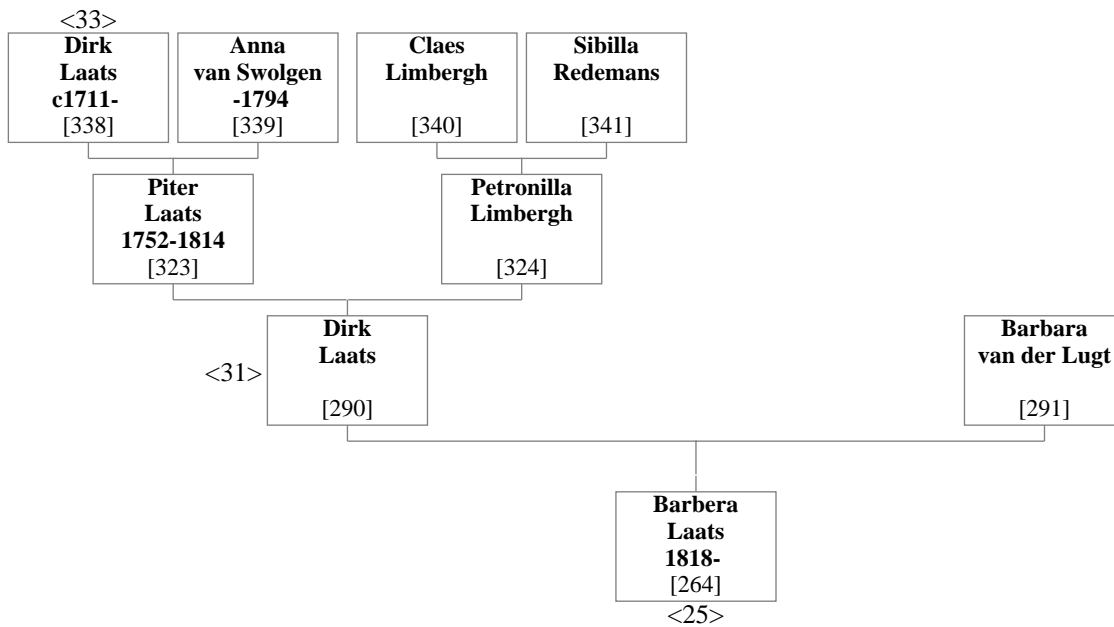 <33>
Dirk
Laats
c1711-
[338]
Anna
van Swolgen
-1794
[339]
Claes
Limbergh
[340]
Sibilla
Redemans
[341]
Piter
Laats
1752-1814
[323]
Petronilla
Limbergh
[324]
<31>
Dirk
Laats
[290]
Barbara
van der Lugt
[291]
Barbera
Laats
1818-
[264]
<25>